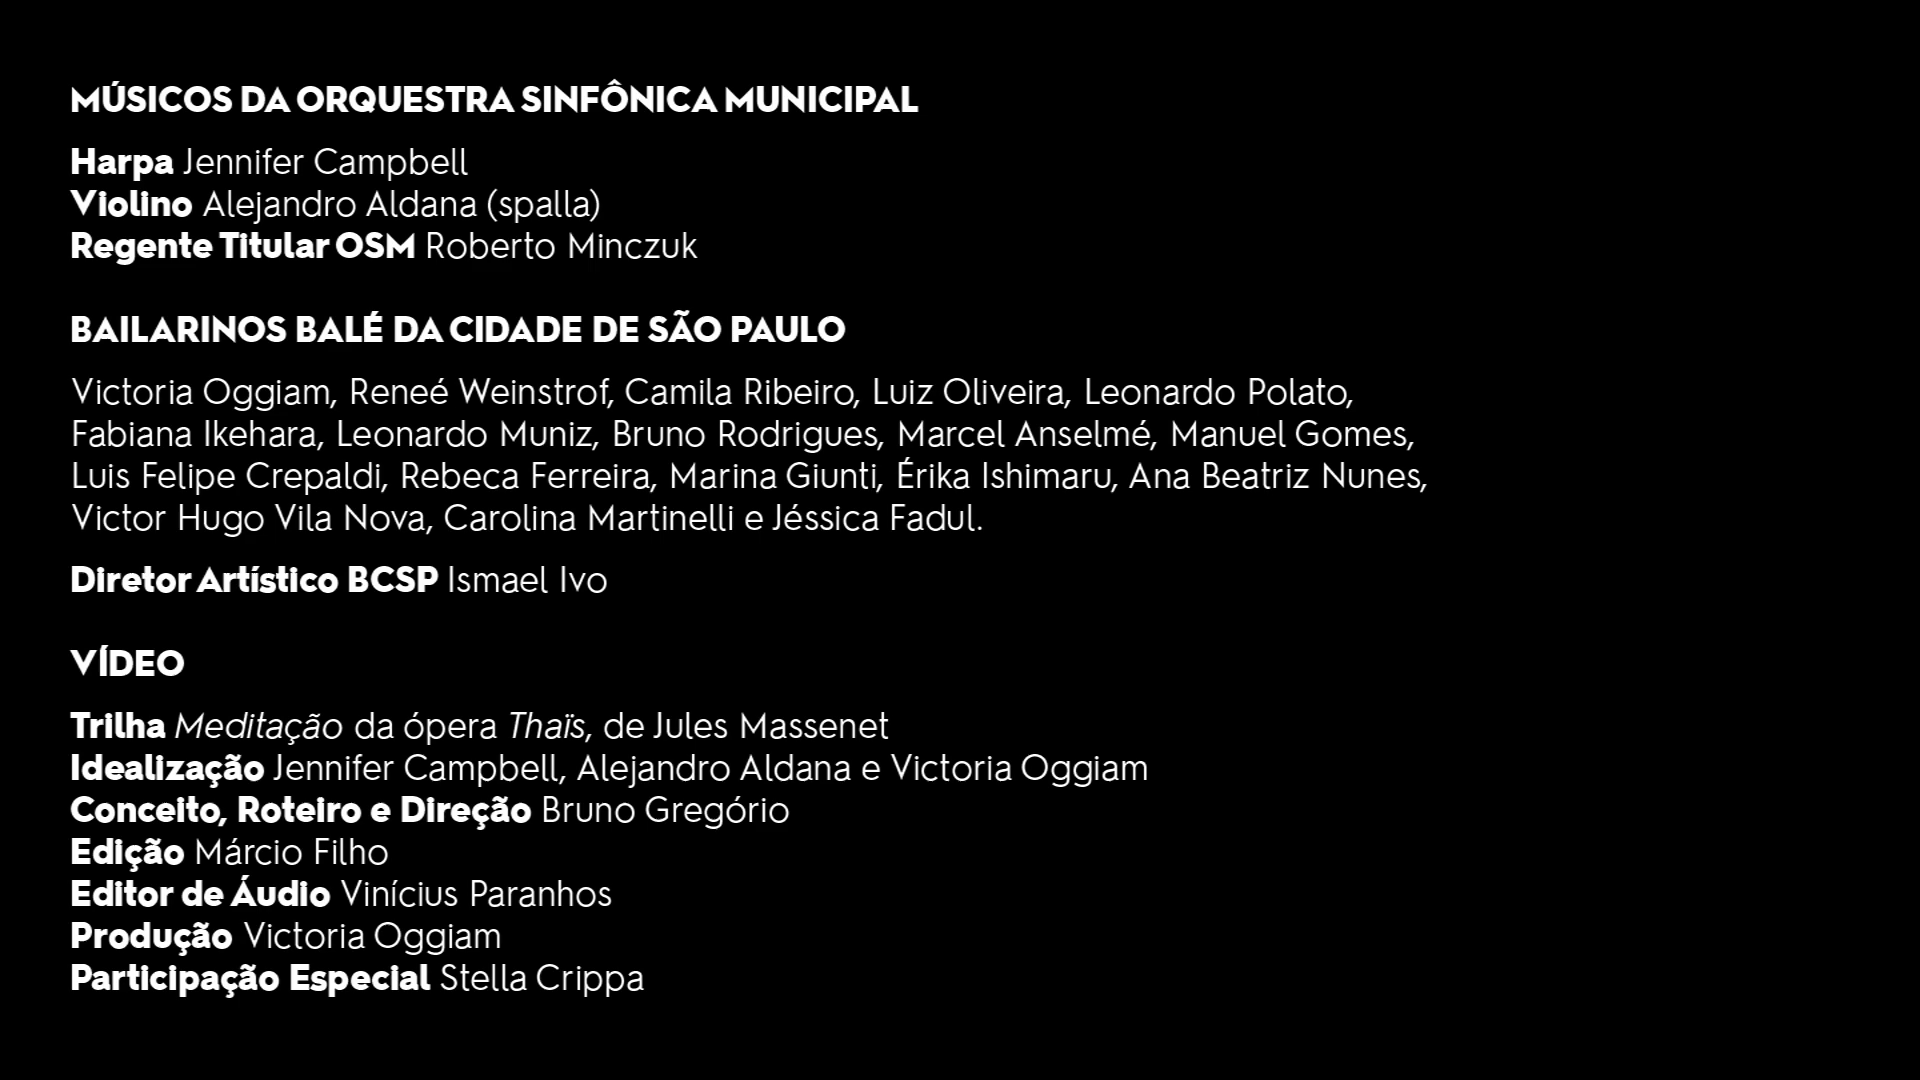 MÚSICOS DA ORQUESTRA SINFÔNICA MUNICIPAL
Harpa Jennifer Campbell
Violino Alejandro Aldana (spalla)
Regente Titular OSM Roberto Minczuk
BAILARINOS BALÉ DA CIDADE DE SÃO PAULO
Victoria Oggiam, Reneé Weinstrof, Camila Ribeiro, Luiz Oliveira, Leonardo Polato,
Fabiana Ikehara, Leonardo Muniz, Bruno Rodrigues, Marcel Anselmé, Manuel Gomes,
Luis Felipe Crepaldi, Rebeca Ferreira, Marina Giunti, Érika Ishimaru, Ana Beatriz Nunes,
Victor Hugo Vila Nova, Carolina Martinelli e Jéssica Fadul.
Diretor Artístico BCSP Ismael Ivo
VÍDEO
Trilha Meditação da ópera Thaïs, de Jules Massenet
Idealização Jennifer Campbell, Alejandro Aldana e Victoria Oggiam
Conceito, Roteiro e Direção Bruno Gregório
Edição Márcio Filho
Editor de Áudio Vinícius Paranhos
Produção Victoria Oggiam
Participação Especial Stella Crippa